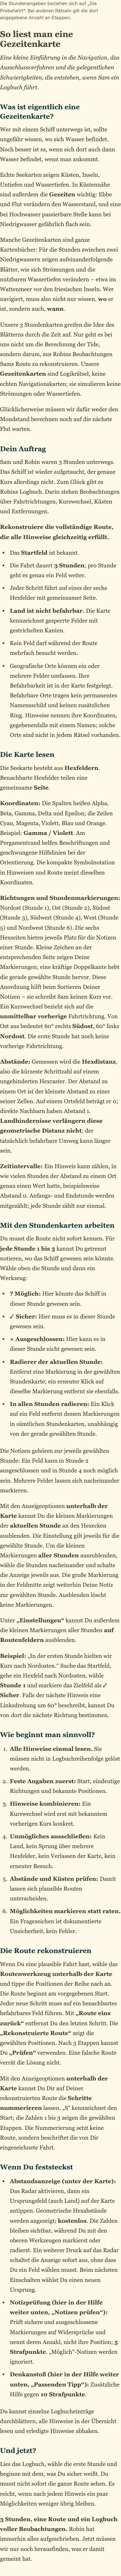 Die Stundenangaben beziehen sich auf „Die
Probefahrt“. Bei anderen Rätseln gilt die dort
angegebene Anzahl an Etappen.
So liest man eine
Gezeitenkarte
Eine kleine Einführung in die Navigation, das
Ausschlussverfahren und die gelegentlichen
Schwierigkeiten, die entstehen, wenn Sam ein
Logbuch führt.
Was ist eigentlich eine
Gezeitenkarte?
Wer mit einem Schiff unterwegs ist, sollte
ungefähr wissen, wo sich Wasser befindet.
Noch besser ist es, wenn sich dort auch dann
Wasser befindet, wenn man ankommt.
Echte Seekarten zeigen Küsten, Inseln,
Untiefen und Wassertiefen. In Küstennähe
sind außerdem die Gezeiten wichtig: Ebbe
und Flut verändern den Wasserstand, und eine
bei Hochwasser passierbare Stelle kann bei
Niedrigwasser gefährlich flach sein.
Manche Gezeitenkarten sind ganze
Kartenbücher: Für die Stunden zwischen zwei
Niedrigwassern zeigen aufeinanderfolgende
Blätter, wie sich Strömungen und die
nutzbaren Wassertiefen verändern – etwa im
Wattenmeer vor den friesischen Inseln. Wer
navigiert, muss also nicht nur wissen, wo er
ist, sondern auch, wann.
Unsere 3 Stundenkarten greifen die Idee des
Blätterns durch die Zeit auf. Nur geht es bei
uns nicht um die Berechnung der Tide,
sondern darum, aus Robins Beobachtungen
Sams Route zu rekonstruieren. Unsere
Gezeitenkarten sind Logikrätsel, keine
echten Navigationskarten; sie simulieren keine
Strömungen oder Wassertiefen.
Glücklicherweise müssen wir dafür weder den
Mondstand berechnen noch auf die nächste
Flut warten.
Dein Auftrag
Sam und Robin waren 3 Stunden unterwegs.
Das Schiff ist wieder aufgetaucht, der genaue
Kurs allerdings nicht. Zum Glück gibt es
Robins Logbuch. Darin stehen Beobachtungen
über Fahrtrichtungen, Kurswechsel, Küsten
und Entfernungen.
Rekonstruiere die vollständige Route,
die alle Hinweise gleichzeitig erfüllt.
• Das Startfeld ist bekannt.
• Die Fahrt dauert 3 Stunden; pro Stunde
geht es genau ein Feld weiter.
• Jeder Schritt führt auf eines der sechs
Hexfelder mit gemeinsamer Seite.
• Land ist nicht befahrbar. Die Karte
kennzeichnet gesperrte Felder mit
gestrichelten Kanten.
• Kein Feld darf während der Route
mehrfach besucht werden.
• Geografische Orte können ein oder
mehrere Felder umfassen. Ihre
Befahrbarkeit ist in der Karte festgelegt.
Befahrbare Orte tragen kein permanentes
Namensschild und keinen zusätzlichen
Ring. Hinweise nennen ihre Koordinaten,
gegebenenfalls mit einem Namen; solche
Orte sind nicht in jedem Rätsel vorhanden.
Die Karte lesen
Die Seekarte besteht aus Hexfeldern.
Benachbarte Hexfelder teilen eine
gemeinsame Seite.
Koordinaten: Die Spalten heißen Alpha,
Beta, Gamma, Delta und Epsilon; die Zeilen
Cyan, Magenta, Violett, Blau und Orange.
Beispiel: Gamma / Violett. Am
Pergamentrand helfen Beschriftungen und
geschwungene Hilfslinien bei der
Orientierung. Die kompakte Symbolnotation
in Hinweisen und Route meint dieselben
Koordinaten.
Richtungen und Stundenmarkierungen:
Nordost (Stunde 1), Ost (Stunde 2), Südost
(Stunde 3), Südwest (Stunde 4), West (Stunde
5) und Nordwest (Stunde 6). Die sechs
Hexseiten bieten jeweils Platz für die Notizen
einer Stunde. Kleine Zeichen an der
entsprechenden Seite zeigen Deine
Markierungen; eine kräftige Doppelkante hebt
die gerade gewählte Stunde hervor. Diese
Anordnung hilft beim Sortieren Deiner
Notizen – sie schreibt Sam keinen Kurs vor.
Ein Kurswechsel bezieht sich auf die
unmittelbar vorherige Fahrtrichtung. Von
Ost aus bedeutet 60° rechts Südost, 60° links
Nordost. Die erste Stunde hat noch keine
vorherige Fahrtrichtung.
Abstände: Gemessen wird die Hexdistanz,
also die kürzeste Schrittzahl auf einem
ungehinderten Hexraster. Der Abstand zu
einem Ort ist der kleinste Abstand zu einer
seiner Zellen. Auf einem Ortsfeld beträgt er 0;
direkte Nachbarn haben Abstand 1.
Landhindernisse verlängern diese
geometrische Distanz nicht, der
tatsächlich befahrbare Umweg kann länger
sein.
Zeitintervalle: Ein Hinweis kann zählen, in
wie vielen Stunden der Abstand zu einem Ort
genau einen Wert hatte, beispielsweise
Abstand 0. Anfangs- und Endstunde werden
mitgezählt; jede Stunde zählt nur einmal.
Mit den Stundenkarten arbeiten
Du musst die Route nicht sofort kennen. Für
jede Stunde 1 bis 3 kannst Du getrennt
notieren, wo das Schiff gewesen sein könnte.
Wähle oben die Stunde und dann ein
Werkzeug:
• ? Möglich: Hier könnte das Schiff in
dieser Stunde gewesen sein.
• ✓ Sicher: Hier muss es in dieser Stunde
gewesen sein.
• × Ausgeschlossen: Hier kann es in
dieser Stunde nicht gewesen sein.
• Radierer der aktuellen Stunde:
Entfernt eine Markierung in der gewählten
Stundenkarte; ein erneuter Klick auf
dieselbe Markierung entfernt sie ebenfalls.
• In allen Stunden radieren: Ein Klick
auf ein Feld entfernt dessen Markierungen
in sämtlichen Stundenkarten, unabhängig
von der gerade gewählten Stunde.
Die Notizen gehören zur jeweils gewählten
Stunde: Ein Feld kann in Stunde 2
ausgeschlossen und in Stunde 4 noch möglich
sein. Mehrere Felder lassen sich nacheinander
markieren.
Mit den Anzeigeoptionen unterhalb der
Karte kannst Du die kleinen Markierungen
der aktuellen Stunde an den Hexecken
ausblenden. Die Einstellung gilt jeweils für die
gewählte Stunde. Um die kleinen
Markierungen aller Stunden auszublenden,
wähle die Stunden nacheinander und schalte
die Anzeige jeweils aus. Die große Markierung
in der Feldmitte zeigt weiterhin Deine Notiz
zur gewählten Stunde. Ausblenden löscht
keine Markierungen.
Unter „Einstellungen“ kannst Du außerdem
die kleinen Markierungen aller Stunden auf
Routenfeldern ausblenden.
Beispiel: „In der ersten Stunde hielten wir
Kurs nach Nordosten.“ Suche das Startfeld,
gehe ein Hexfeld nach Nordosten, wähle
Stunde 1 und markiere das Zielfeld als ✓
Sicher. Falls der nächste Hinweis eine
Linksdrehung um 60° beschreibt, kannst Du
von dort die nächste Richtung bestimmen.
Wie beginnt man sinnvoll?
1. Alle Hinweise einmal lesen. Sie
müssen nicht in Logbuchreihenfolge gelöst
werden.
2. Feste Angaben zuerst: Start, eindeutige
Richtungen und bekannte Positionen.
3. Hinweise kombinieren: Ein
Kurswechsel wird erst mit bekanntem
vorherigen Kurs konkret.
4. Unmögliches ausschließen: Kein
Land, kein Sprung über mehrere
Hexfelder, kein Verlassen der Karte, kein
erneuter Besuch.
5. Abstände und Küsten prüfen: Damit
lassen sich plausible Routen
unterscheiden.
6. Möglichkeiten markieren statt raten.
Ein Fragezeichen ist dokumentierte
Unsicherheit, kein Fehler.
Die Route rekonstruieren
Wenn Du eine plausible Fahrt hast, wähle das
Routenwerkzeug unterhalb der Karte
und tippe die Positionen der Reihe nach an.
Die Route beginnt am vorgegebenen Start.
Jeder neue Schritt muss auf ein benachbartes
befahrbares Feld führen. Mit „Route eins
zurück“ entfernst Du den letzten Schritt. Die
„Rekonstruierte Route“ zeigt die
gewählten Positionen. Nach 3 Etappen kannst
Du „Prüfen“ verwenden. Eine falsche Route
verrät die Lösung nicht.
Mit den Anzeigeoptionen unterhalb der
Karte kannst Du Dir auf Deiner
rekonstruierten Route die Schritte
nummerieren lassen. „S“ kennzeichnet den
Start; die Zahlen 1 bis 3 zeigen die gewählten
Etappen. Die Nummerierung setzt keine
Route, sondern beschriftet die von Dir
eingezeichnete Fahrt.
Wenn Du feststeckst
• Abstandsanzeige (unter der Karte):
Das Radar aktivieren, dann ein
Ursprungsfeld (auch Land) auf der Karte
antippen. Geometrische Hexabstände
werden angezeigt; kostenlos. Die Zahlen
bleiben sichtbar, während Du mit den
oberen Werkzeugen markierst oder
radierst. Ein weiterer Druck auf das Radar
schaltet die Anzeige sofort aus, ohne dass
Du ein Feld wählen musst. Beim nächsten
Einschalten wählst Du einen neuen
Ursprung.
• Notizprüfung (hier in der Hilfe
weiter unten, „Notizen prüfen“):
Prüft sichere und ausgeschlossene
Markierungen auf Widersprüche und
nennt deren Anzahl, nicht ihre Position; 5
Strafpunkte. „Möglich“-Notizen werden
ignoriert.
• Denkanstoß (hier in der Hilfe weiter
unten, „Passenden Tipp“): Zusätzliche
Hilfe gegen 10 Strafpunkte.
Du kannst einzelne Logbucheinträge
durchblättern, alle Hinweise in der Übersicht
lesen und erledigte Hinweise abhaken.
Und jetzt?
Lies das Logbuch, wähle die erste Stunde und
beginne mit dem, was Du sicher weißt. Du
musst nicht sofort die ganze Route sehen. Es
reicht, wenn nach jedem Hinweis ein paar
Möglichkeiten weniger übrig bleiben.
3 Stunden, eine Route und ein Logbuch
voller Beobachtungen. Robin hat
immerhin alles aufgeschrieben. Jetzt müssen
wir nur noch herausfinden, was er damit
gemeint hat.